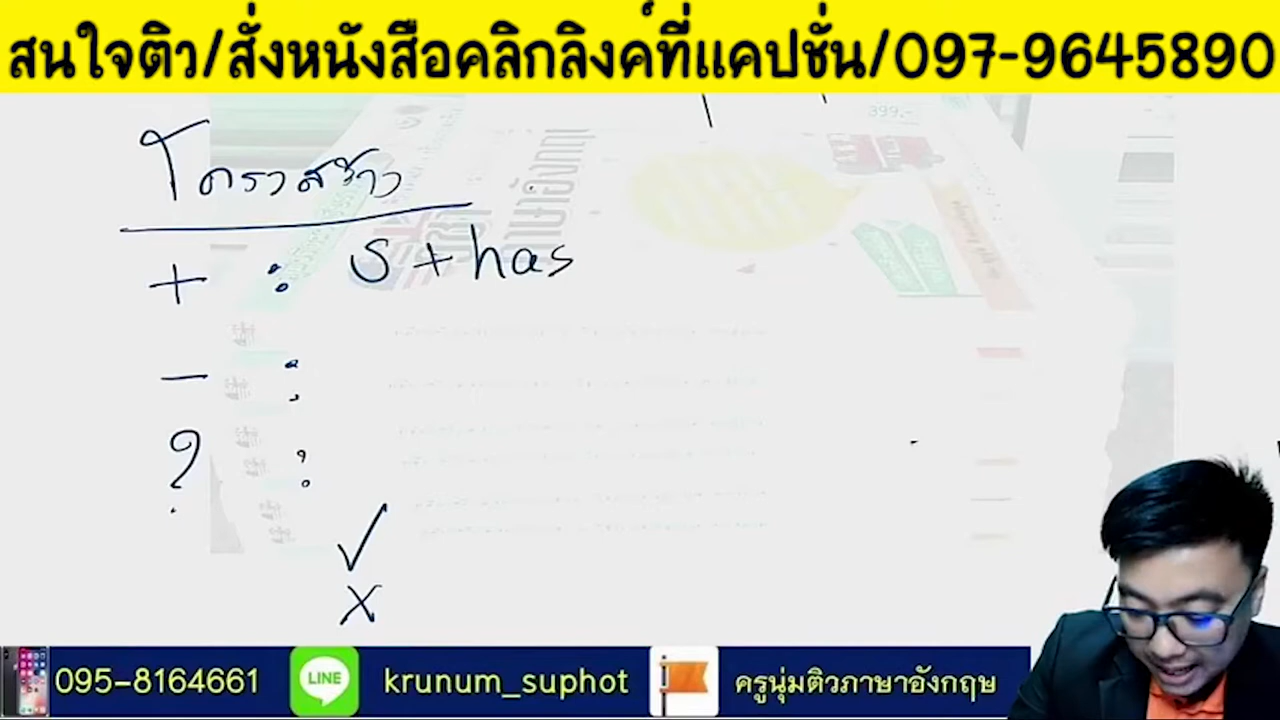 สนใจติว/สั่งหนังสือคลิกลิงค์ที่แคปชั่น/097-9645890
399.-
โครงสร้าง
+ : S + has
- :
? :
✓
X
095-8164661 LINE krunum_suphot ครูนุ่มติวภาษาอังกฤษ